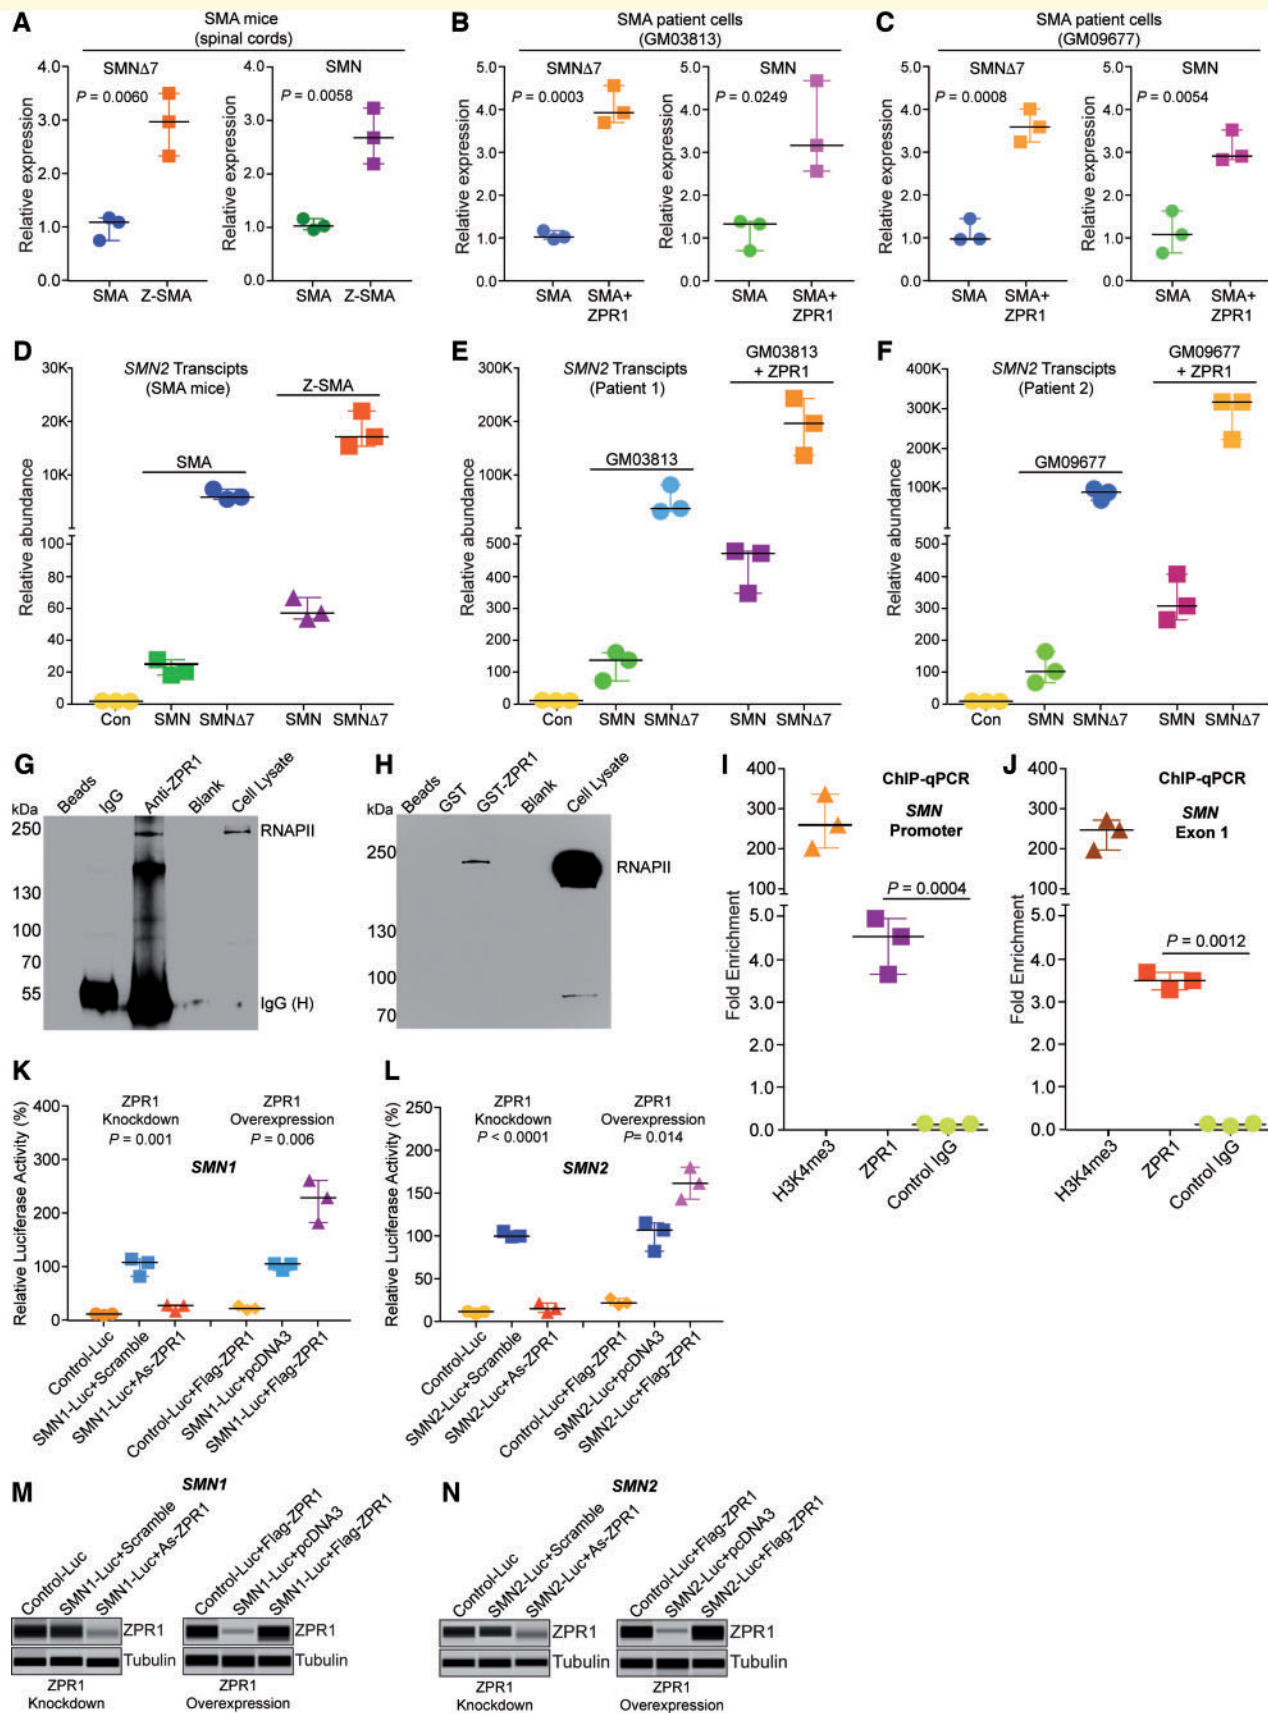 A
SMA mice
(spinal cords)
SMNΔ7
SMN
P = 0.0060
P = 0.0058
Relative expression
4.0
3.0
2.0
1.0
0.0
SMA Z-SMA
Relative expression
4.0
3.0
2.0
1.0
0.0
SMA Z-SMA
B
SMA patient cells
(GM03813)
SMNΔ7
SMN
P = 0.0003
P = 0.0249
Relative expression
5.0
4.0
3.0
2.0
1.0
0.0
SMA SMA+
ZPR1
Relative expression
5.0
4.0
3.0
2.0
1.0
0.0
SMA SMA+
ZPR1
C
SMA patient cells
(GM09677)
SMNΔ7
SMN
P = 0.0008
P = 0.0054
Relative expression
5.0
4.0
3.0
2.0
1.0
0.0
SMA SMA+
ZPR1
Relative expression
5.0
4.0
3.0
2.0
1.0
0.0
SMA SMA+
ZPR1
D
SMN2 Transcipts
(SMA mice)
Z-SMA
SMA
Relative abundance
30K
20K
10K
100
80
60
40
20
0
Con SMN SMNΔ7 SMN SMNΔ7
E
SMN2 Transcipts
(Patient 1)
GM03813
+ ZPR1
GM03813
Relative abundance
300K
200K
100K
500
400
300
200
100
0
Con SMN SMNΔ7 SMN SMNΔ7
F
SMN2 Transcipts
(Patient 2)
GM09677
+ ZPR1
GM09677
Relative abundance
400K
300K
200K
100K
500
400
300
200
100
0
Con SMN SMNΔ7 SMN SMNΔ7
G
Beads
IgG
Anti-ZPR1
Blank
Cell Lysate
kDa
250
130
100
70
55
RNAPII
IgG (H)
H
Beads
GST
GST-ZPR1
Blank
Cell Lysate
kDa
250
130
100
70
RNAPII
I
ChIP-qPCR
SMN
Promoter
P = 0.0004
Fold Enrichment
400
300
200
100
5.0
4.0
3.0
2.0
1.0
0.0
H3K4me3
ZPR1
Control IgG
J
ChIP-qPCR
SMN
Exon 1
P = 0.0012
Fold Enrichment
400
300
200
100
5.0
4.0
3.0
2.0
1.0
0.0
H3K4me3
ZPR1
Control IgG
K
ZPR1
Knockdown
P = 0.001
ZPR1
Overexpression
P = 0.006
SMN1
Relative Luciferase Activity (%)
400
300
200
100
0
Control-Luc
SMN1-Luc+Scramble
SMN1-Luc+As-ZPR1
Control-Luc+Flag-ZPR1
SMN1-Luc+pcDNA3
SMN1-Luc+Flag-ZPR1
L
ZPR1
Knockdown
P < 0.0001
ZPR1
Overexpression
P= 0.014
SMN2
Relative Luciferase Activity (%)
250
200
150
100
50
0
Control-Luc
SMN2-Luc+Scramble
SMN2-Luc+As-ZPR1
Control-Luc+Flag-ZPR1
SMN2-Luc+pcDNA3
SMN2-Luc+Flag-ZPR1
M
SMN1
Control-Luc
SMN1-Luc+Scramble
SMN1-Luc+As-ZPR1
Control-Luc+Flag-ZPR1
SMN1-Luc+pcDNA3
SMN1-Luc+Flag-ZPR1
ZPR1
Tubulin
ZPR1
Tubulin
ZPR1
Knockdown
ZPR1
Overexpression
N
SMN2
Control-Luc
SMN2-Luc+Scramble
SMN2-Luc+As-ZPR1
Control-Luc+Flag-ZPR1
SMN2-Luc+pcDNA3
SMN2-Luc+Flag-ZPR1
ZPR1
Tubulin
ZPR1
Tubulin
ZPR1
Knockdown
ZPR1
Overexpression